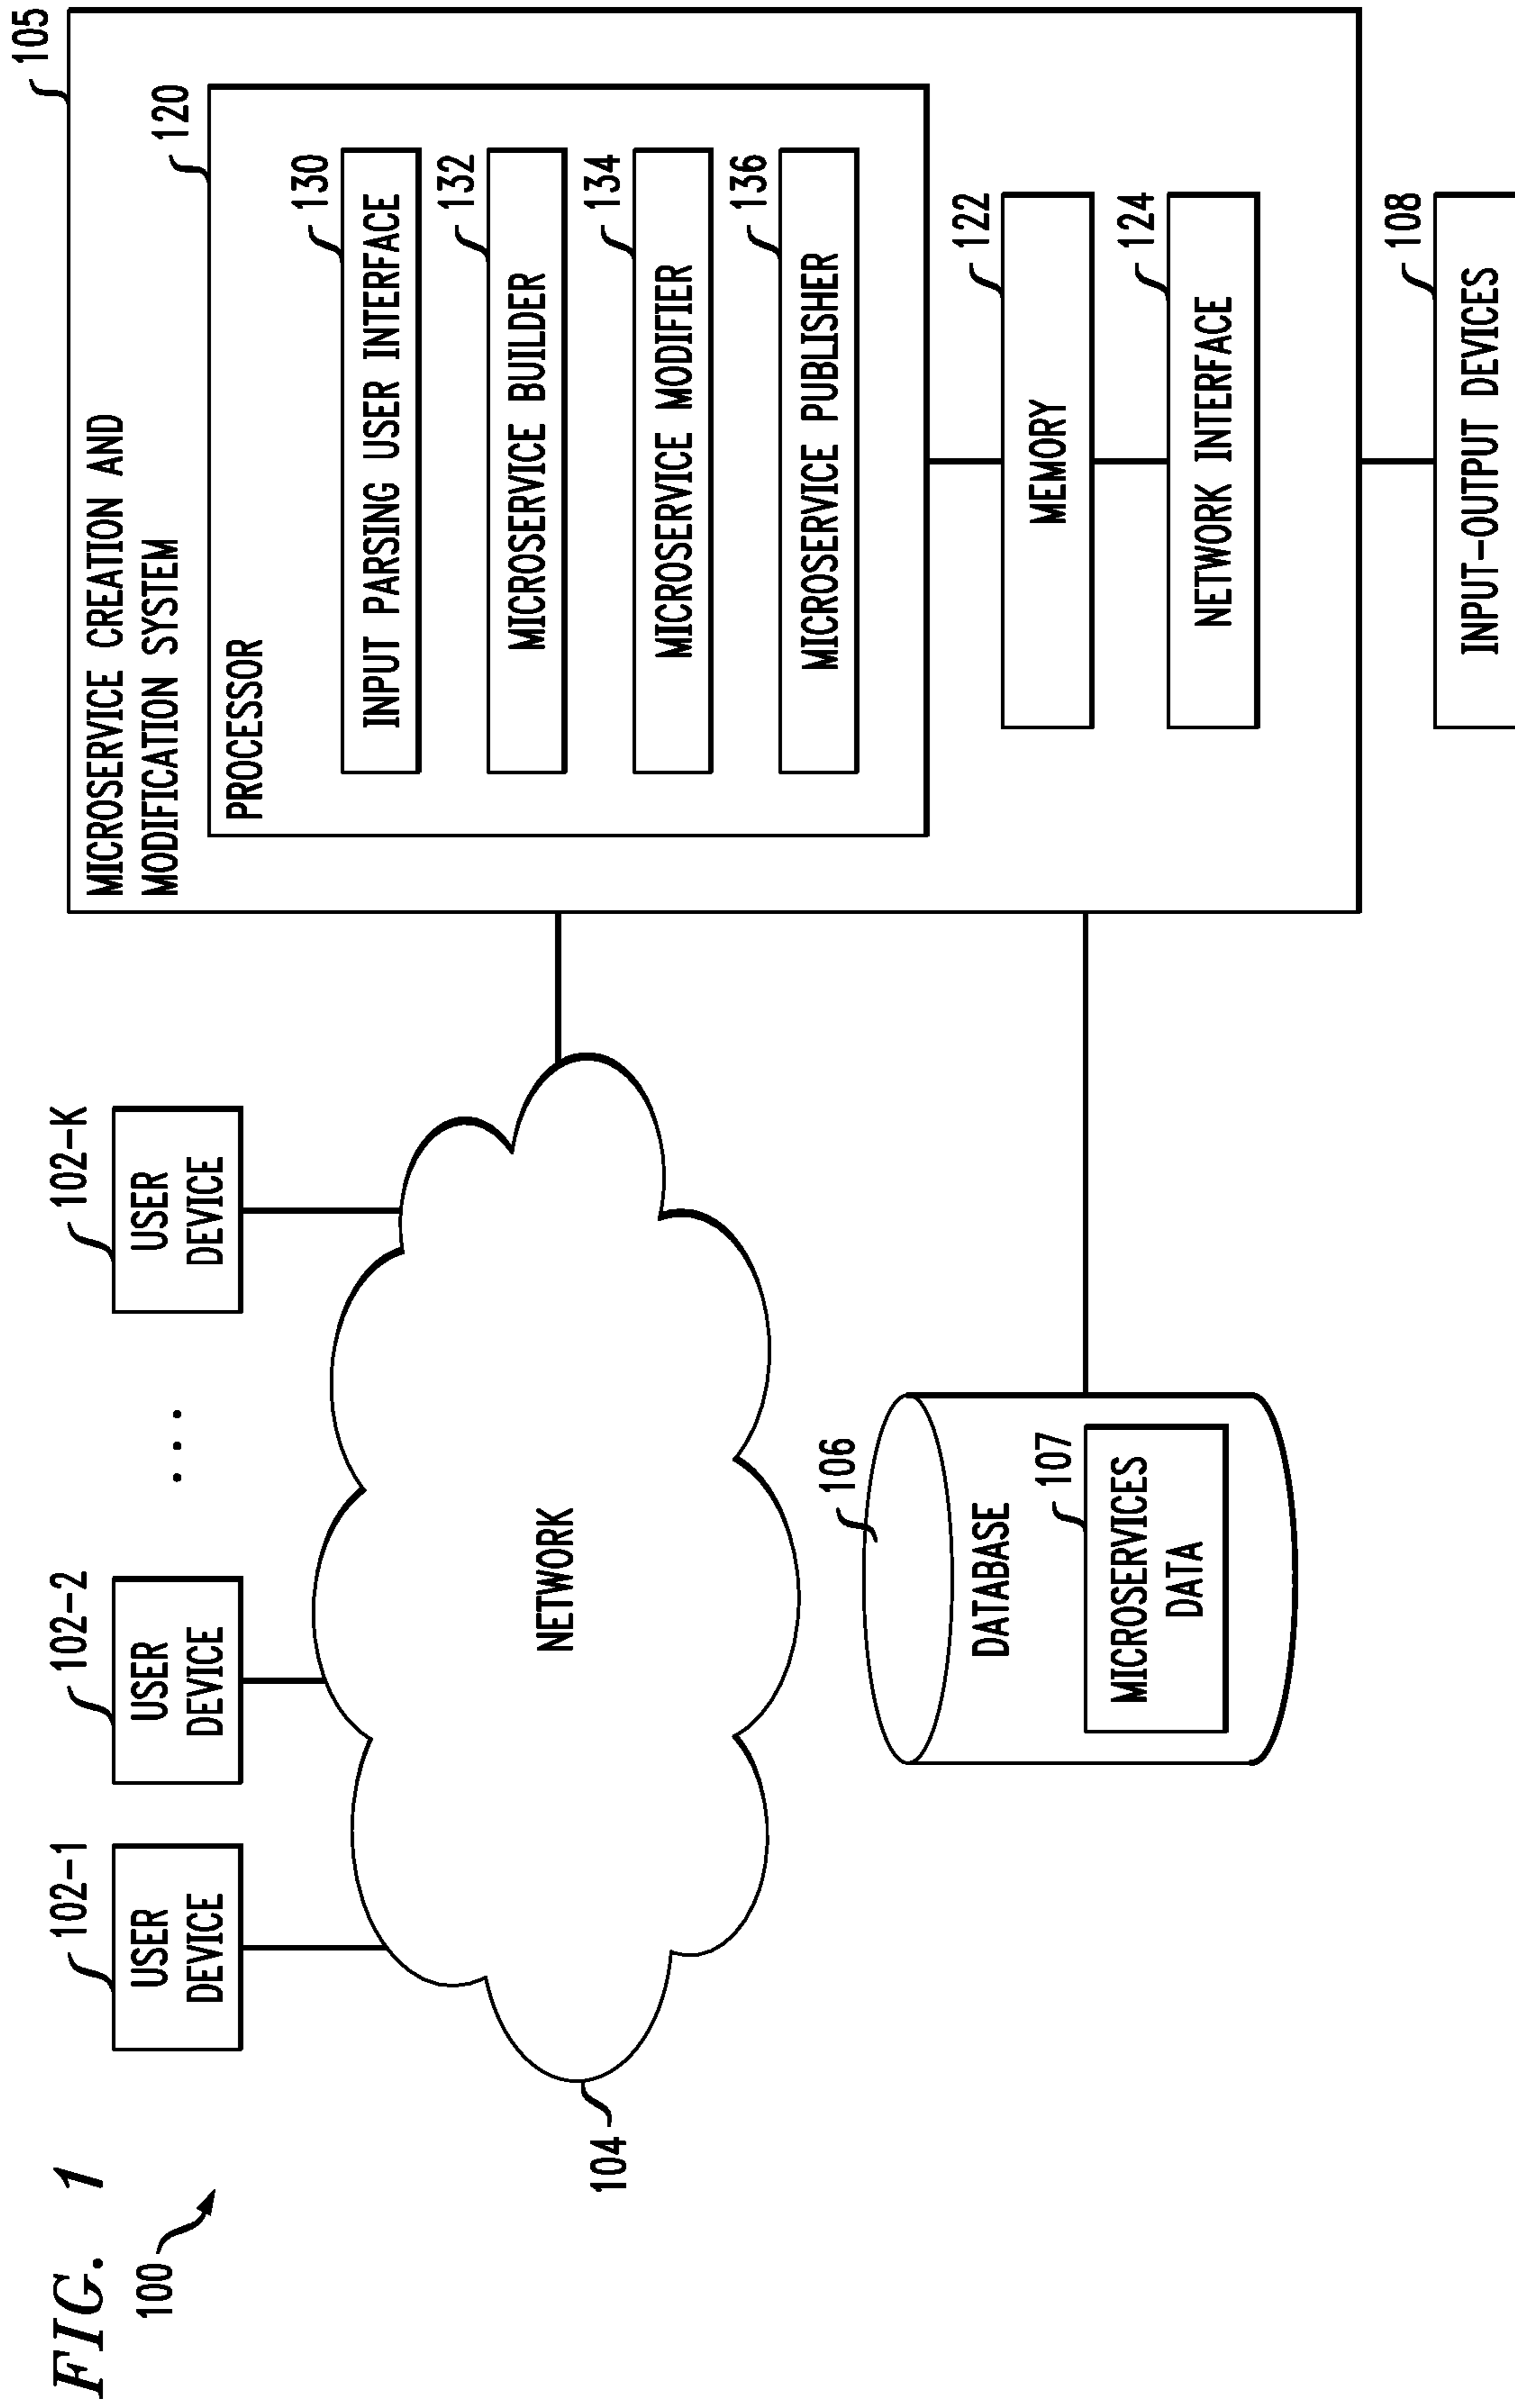 FIG. 1
100
102-1
USER
DEVICE
102-2
USER
DEVICE
. . .
102-K
USER
DEVICE
104
NETWORK
106
DATABASE
107
MICROSERVICES
DATA
105
MICROSERVICE CREATION AND
MODIFICATION SYSTEM
120
PROCESSOR
130
INPUT PARSING USER INTERFACE
132
MICROSERVICE BUILDER
134
MICROSERVICE MODIFIER
136
MICROSERVICE PUBLISHER
122
MEMORY
124
NETWORK INTERFACE
108
INPUT-OUTPUT DEVICES